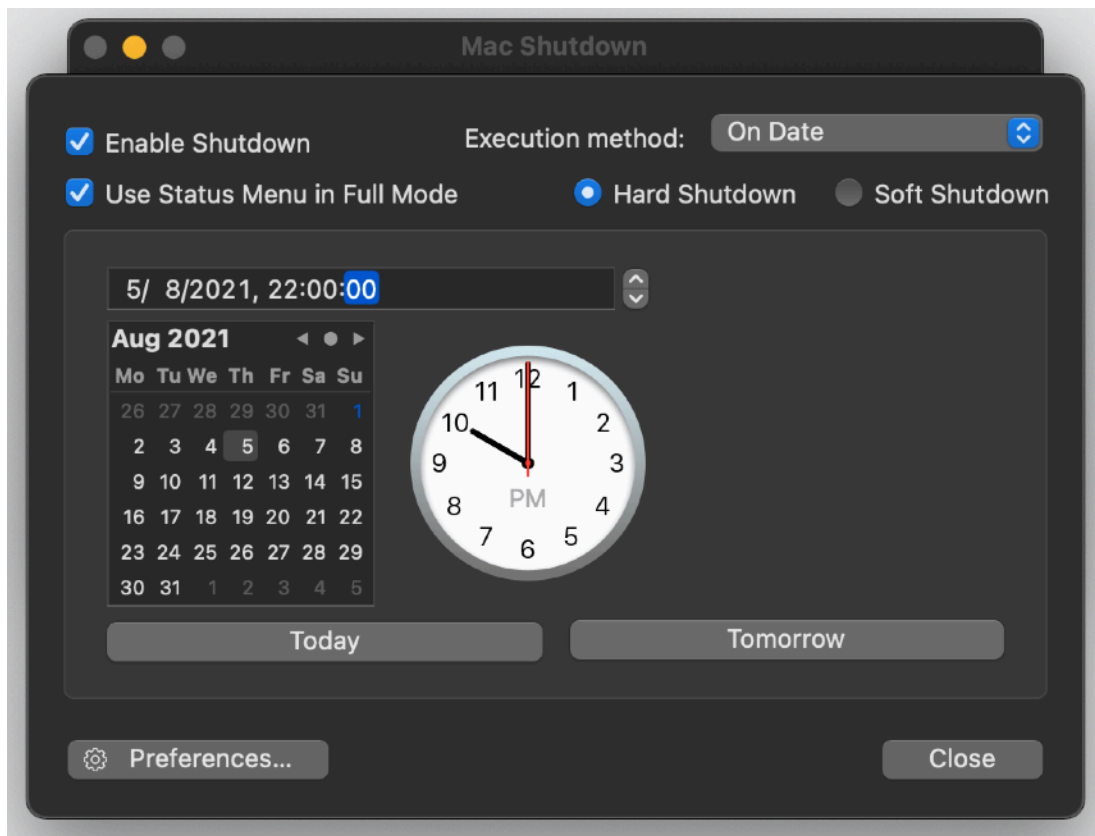 Mac Shutdown
Enable Shutdown
Execution method: On Date
Use Status Menu in Full Mode
Hard Shutdown Soft Shutdown
5/ 8/2021, 22:00:00
Aug 2021
Mo Tu We Th Fr Sa Su
26 27 28 29 30 31 1
2 3 4 5 6 7 8
9 10 11 12 13 14 15
16 17 18 19 20 21 22
23 24 25 26 27 28 29
30 31 1 2 3 4 5
12
11 1
10 2
9 3
PM
8 4
7 5
6
Today Tomorrow
Preferences... Close